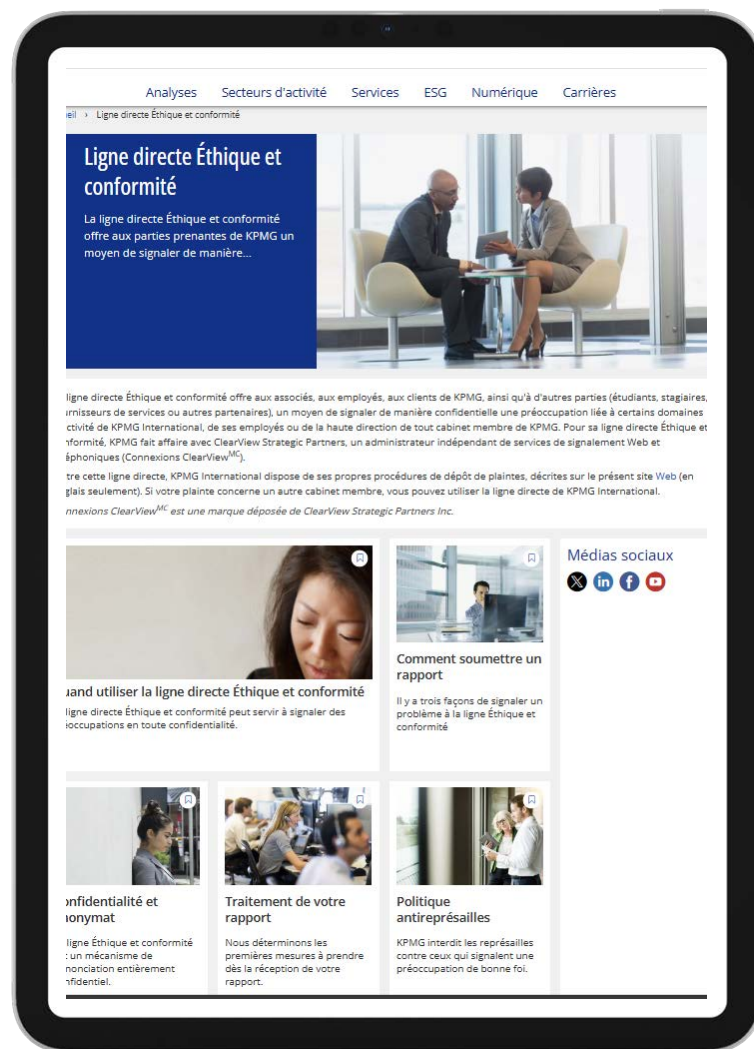 Analyses Secteurs d'activité Services ESG Numérique Carrières
eil › Ligne directe Éthique et conformité
Ligne directe Éthique et
conformité
La ligne directe Éthique et conformité
offre aux parties prenantes de KPMG un
moyen de signaler de manière...
ligne directe Éthique et conformité offre aux associés, aux employés, aux clients de KPMG, ainsi qu'à d'autres parties (étudiants, stagiaires,
urnisseurs de services ou autres partenaires), un moyen de signaler de manière confidentielle une préoccupation liée à certains domaines
ctivité de KPMG International, de ses employés ou de la haute direction de tout cabinet membre de KPMG. Pour sa ligne directe Éthique et
nformité, KPMG fait affaire avec ClearView Strategic Partners, un administrateur indépendant de services de signalement Web et
éphoniques (Connexions ClearView^MC).
tre cette ligne directe, KPMG International dispose de ses propres procédures de dépôt de plaintes, décrites sur le présent site Web (en
glais seulement). Si votre plainte concerne un autre cabinet membre, vous pouvez utiliser la ligne directe de KPMG International.
nnexions ClearView^MC est une marque déposée de ClearView Strategic Partners Inc.
Médias sociaux
uand utiliser la ligne directe Éthique et conformité
ligne directe Éthique et conformité peut servir à signaler des
éoccupations en toute confidentialité.
Comment soumettre un
rapport
Il y a trois façons de signaler un
problème à la ligne Éthique et
conformité
onfidentialité et
nonymat
ligne Éthique et conformité
t un mécanisme de
nonciation entièrement
nfidentiel.
Traitement de votre
rapport
Nous déterminons les
premières mesures à prendre
dès la réception de votre
rapport.
Politique
antireprésailles
KPMG interdit les représailles
contre ceux qui signalent une
préoccupation de bonne foi.